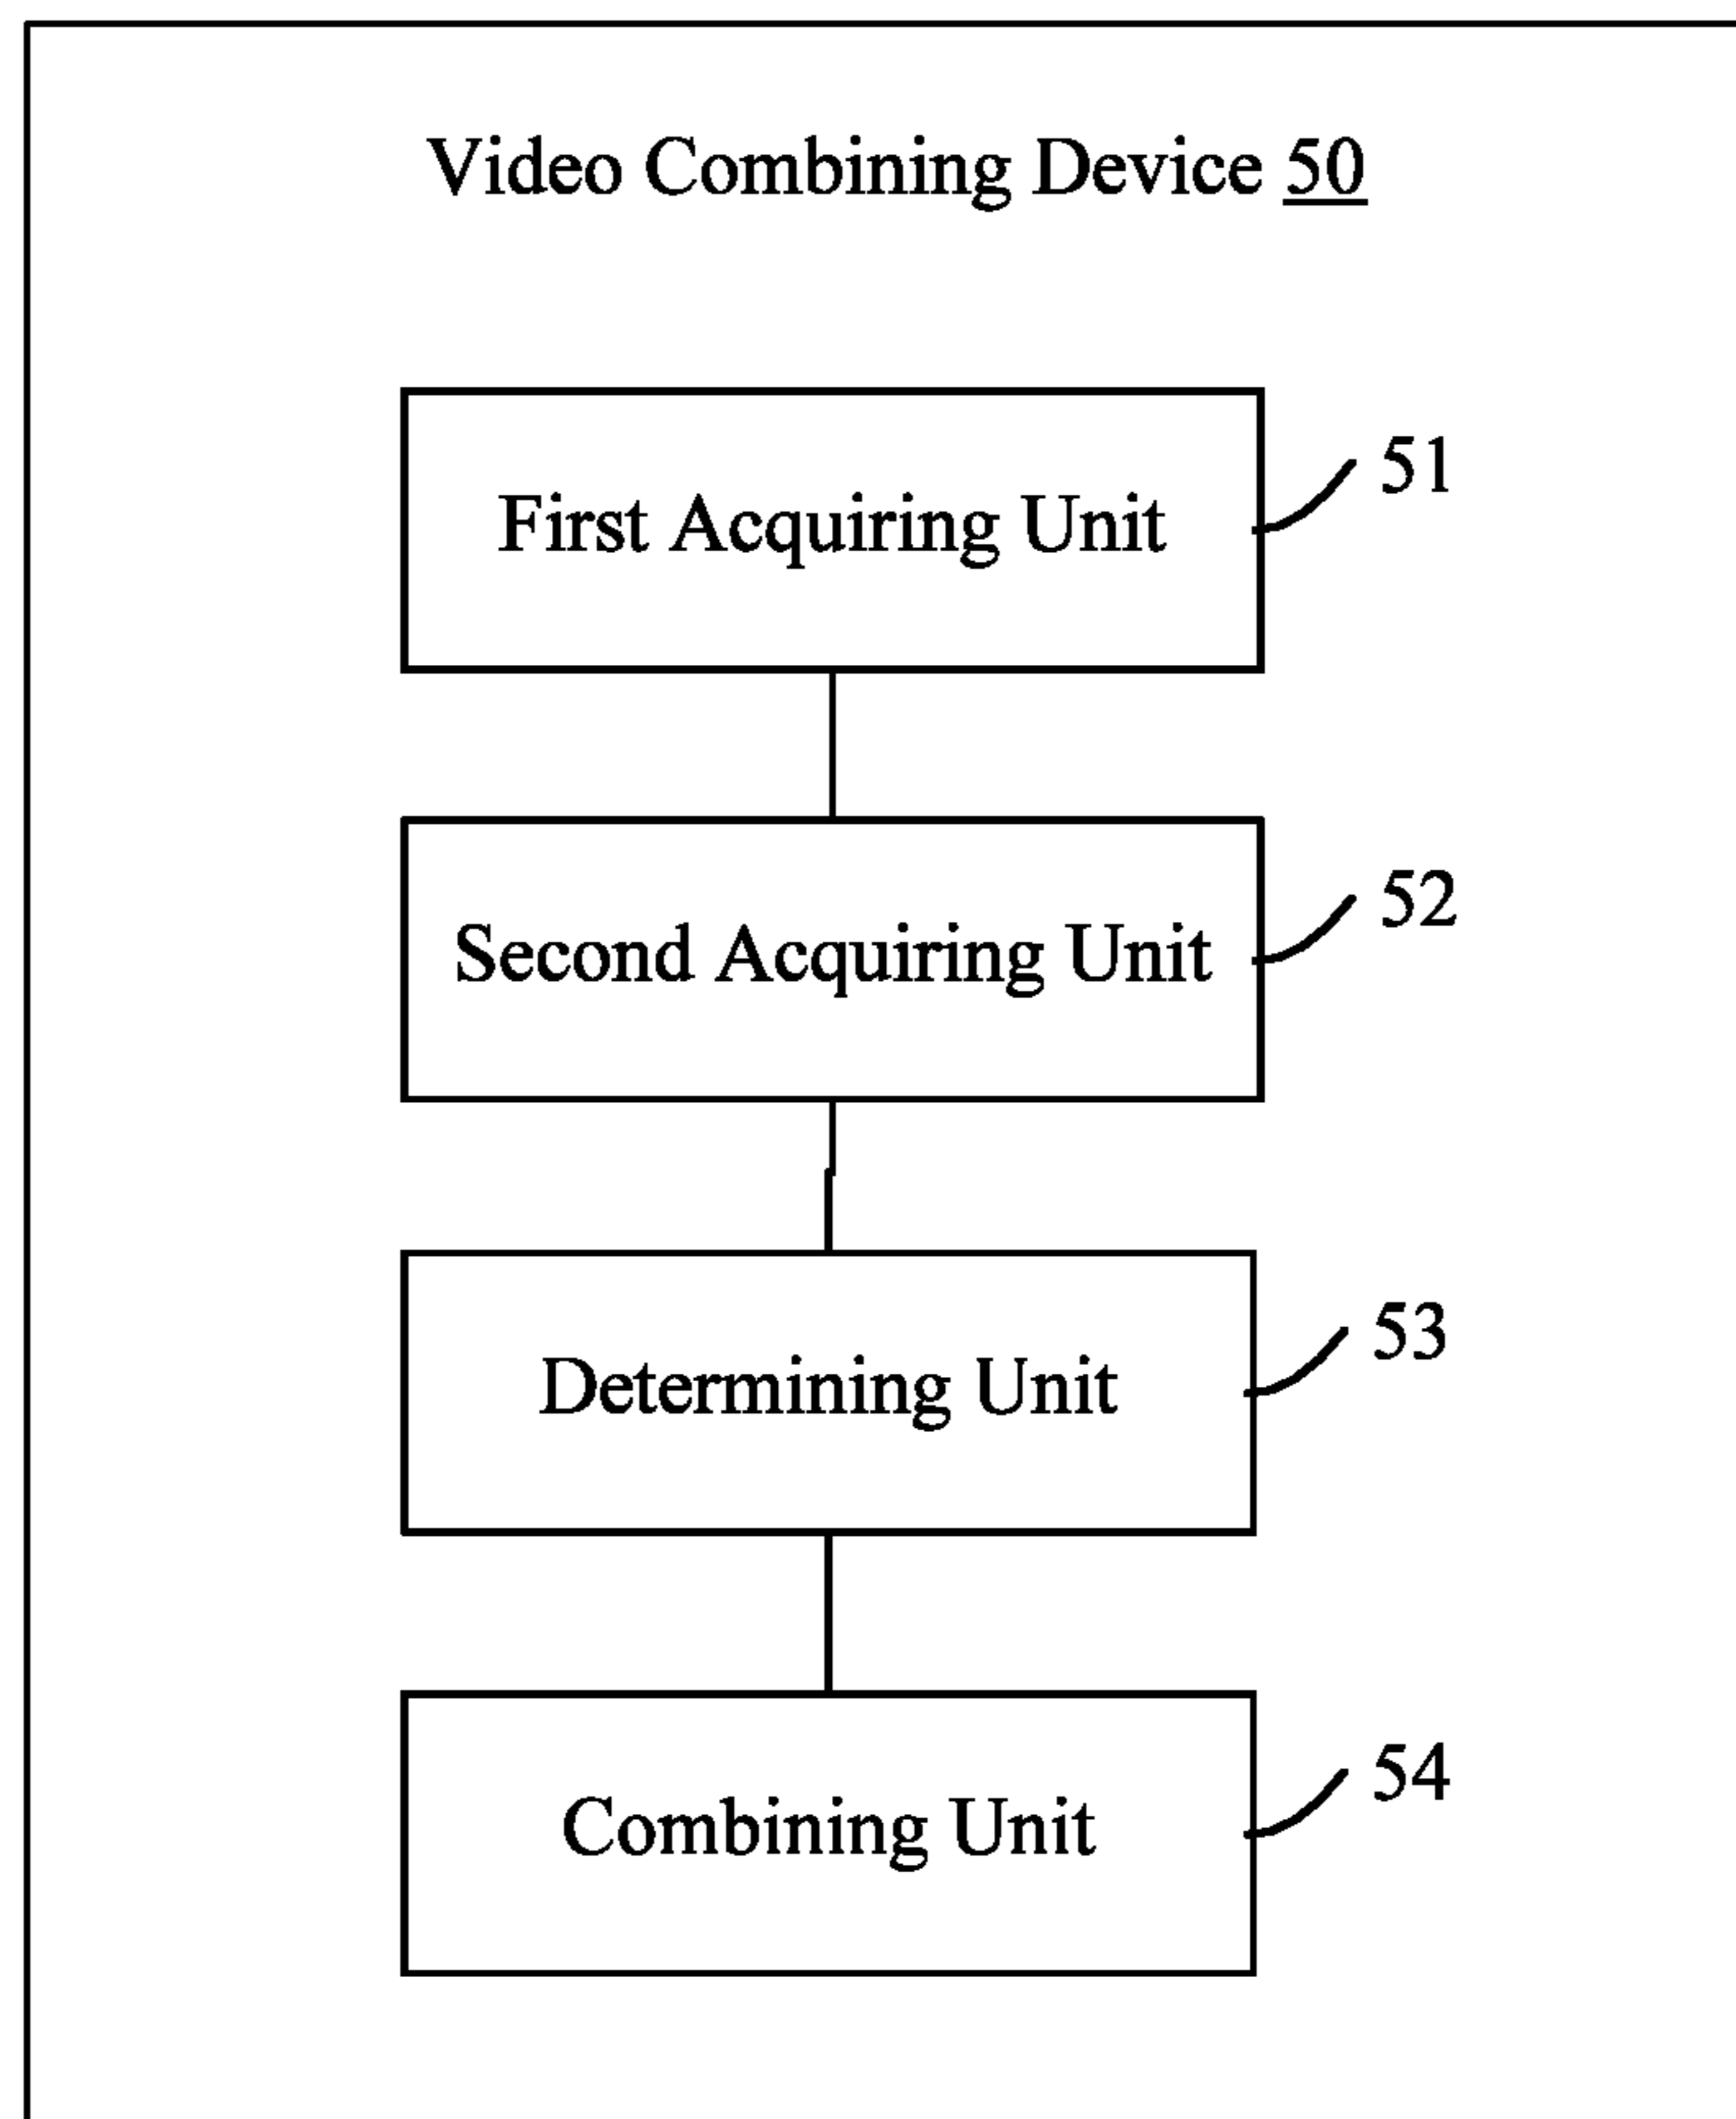 Video Combining Device 50
First Acquiring Unit
51
Second Acquiring Unit
52
Determining Unit
53
Combining Unit
54